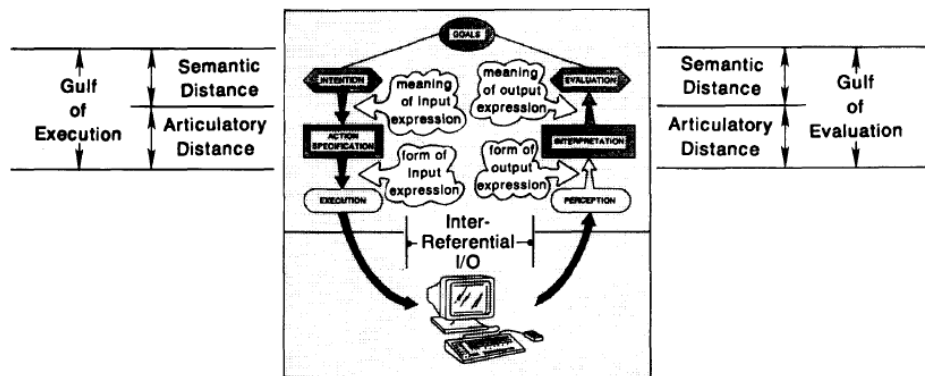 GOALS
Gulf
of
Execution
Semantic
Distance
Articulatory
Distance
INTENTION
meaning
of Input
expression
ACTION
SPECIFICATION
form of
Input
expression
EXECUTION
meaning
of output
expression
EVALUATION
INTERPRETATION
form of
output
expression
PERCEPTION
Semantic
Distance
Articulatory
Distance
Gulf
of
Evaluation
Inter-
Referential
I/O